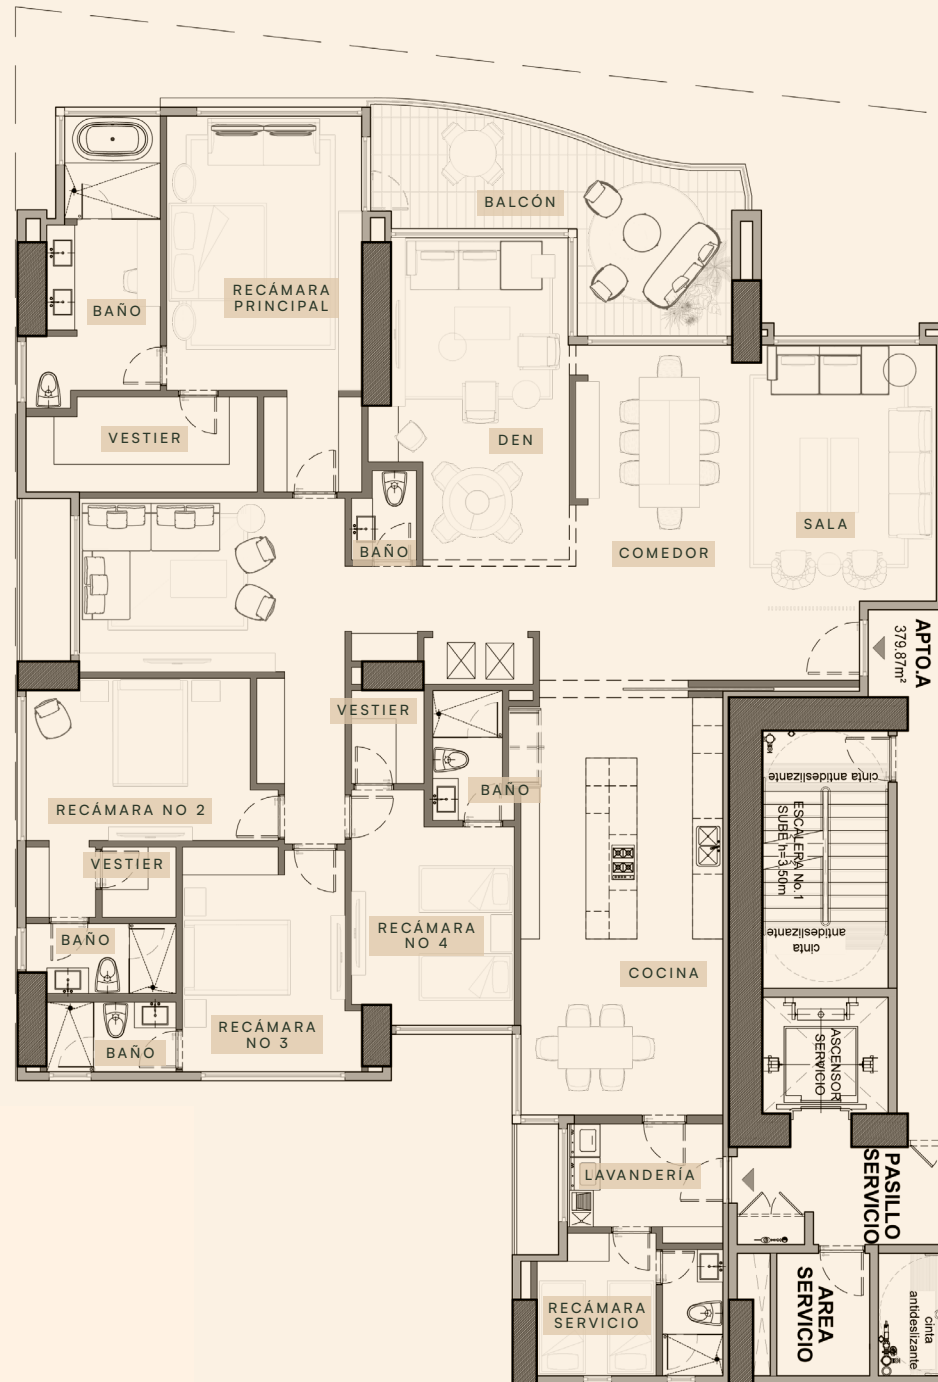 BALCÓN
RECÁMARA
PRINCIPAL
BAÑO
VESTIER
DEN
SALA
COMEDOR
BAÑO
APTO.A
379.87m²
VESTIER
BAÑO
RECÁMARA NO 2
VESTIER
RECÁMARA
NO 4
BAÑO
COCINA
RECÁMARA
NO 3
BAÑO
cinta antideslizante
ESCALERA No.1
SUBE h=3.50m
cinta
antideslizante
ASCENSOR
SERVICIO
LAVANDERÍA
PASILLO
SERVICIO
RECÁMARA
SERVICIO
AREA
SERVICIO
cinta
antideslizante